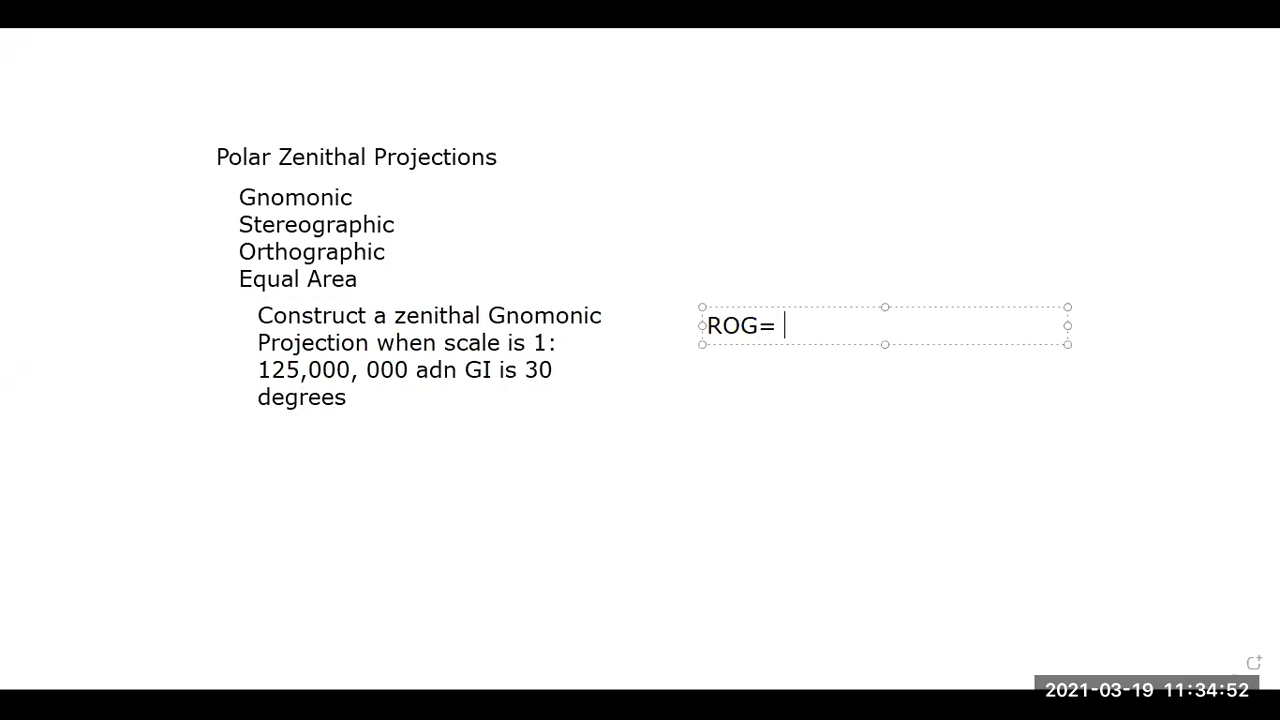 Polar Zenithal Projections
Gnomonic
Stereographic
Orthographic
Equal Area
Construct a zenithal Gnomonic
Projection when scale is 1:
125,000, 000 adn GI is 30
degrees
ROG=
2021-03-19 11:34:52